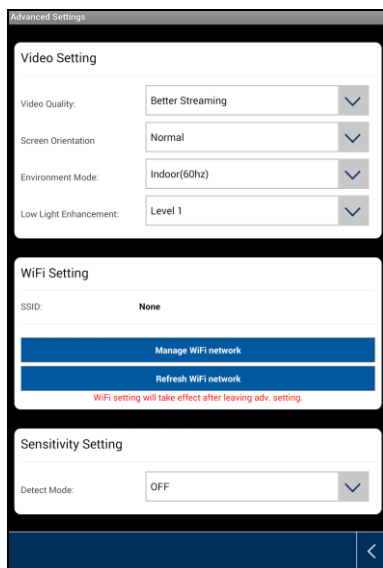 Advanced Settings
Video Setting
Video Quality: Better Streaming
Screen Orientation Normal
Environment Mode: Indoor(60hz)
Low Light Enhancement: Level 1
WiFi Setting
SSID: None
Manage WiFi network
Refresh WiFi network
WiFi setting will take effect after leaving adv. setting.
Sensitivity Setting
Detect Mode: OFF